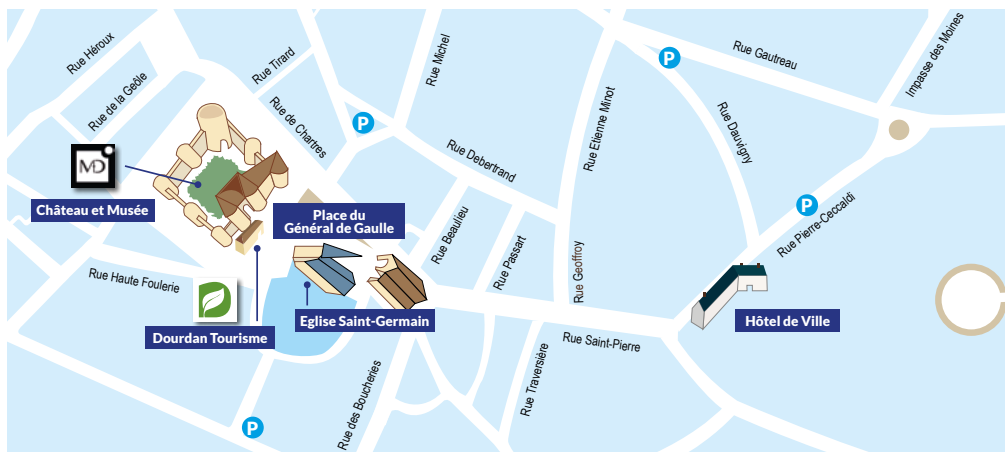 Rue Héroux
Rue de la Geôle
Rue Tirard
Rue de Chartres
Rue Michel
Rue Gautreau
Impasse des Moines
P
P
Rue Etienne Minot
Rue Dauvigny
Rue Debertrand
MD
Château et Musée
Place du
Général de Gaulle
Rue Beaulieu
Rue Passart
Rue Geoffroy
P
Rue Pierre-Ceccaldi
Rue Haute Foulerie
Dourdan Tourisme
Eglise Saint-Germain
Hôtel de Ville
Rue Saint-Pierre
Rue Traversière
Rue des Boucheries
P